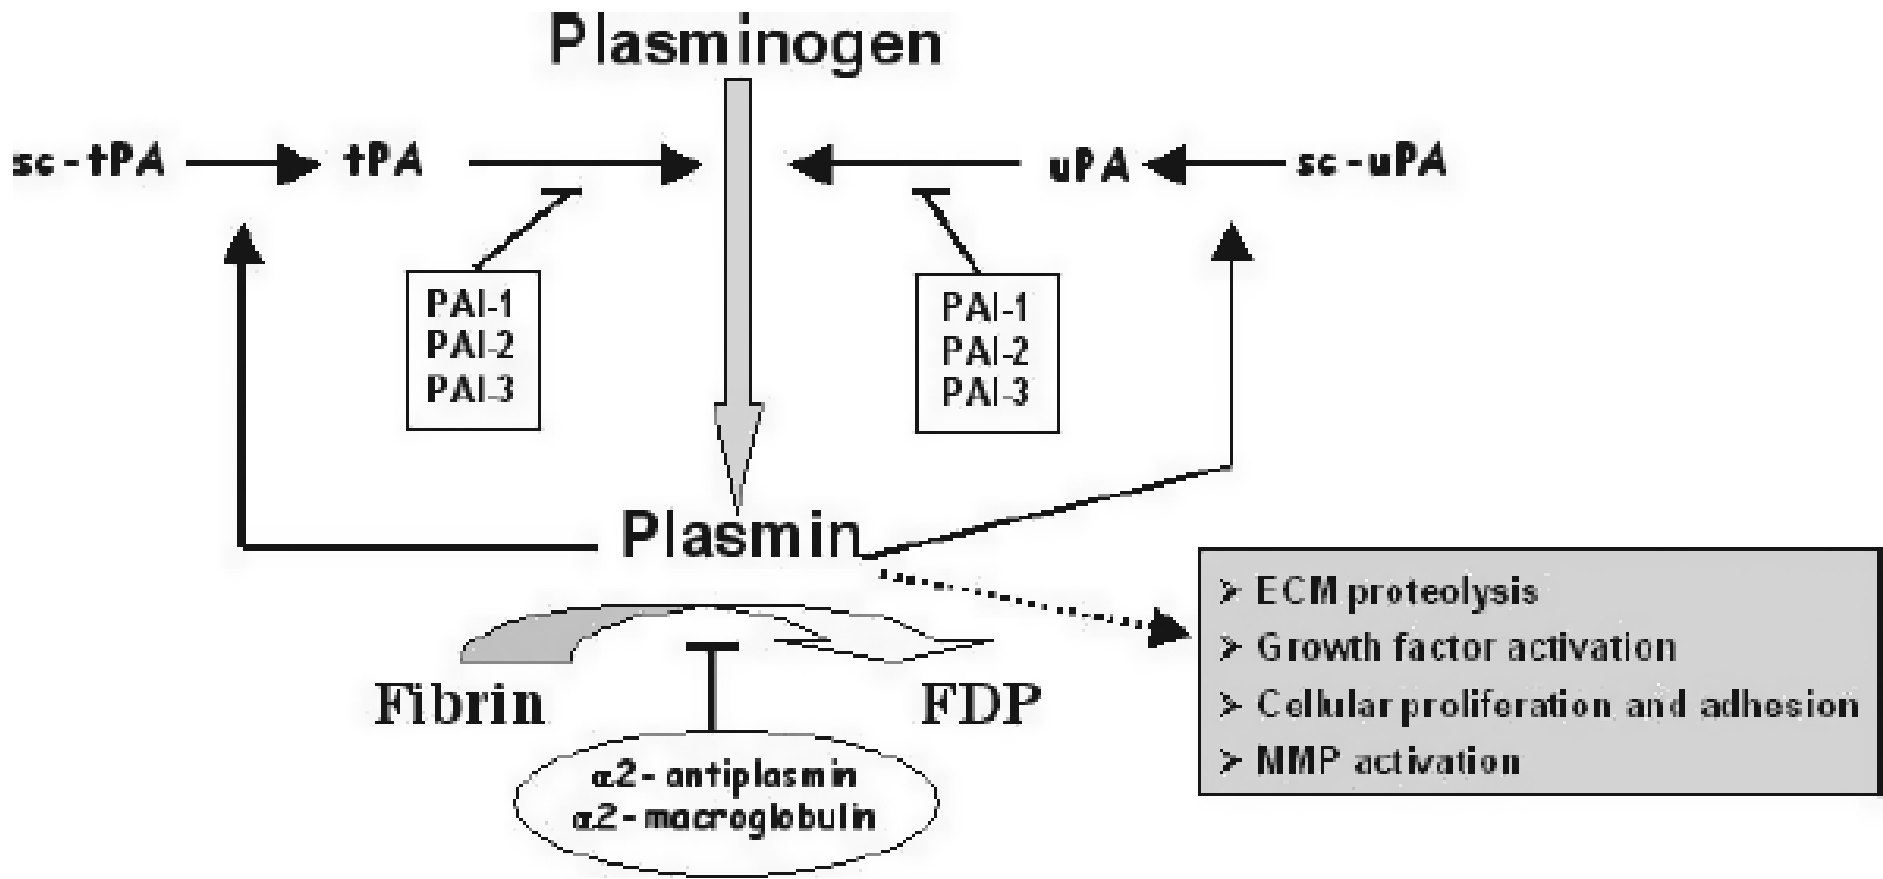 Plasminogen
sc-tPA
tPA
uPA
sc-uPA
PAI-1
PAI-2
PAI-3
PAI-1
PAI-2
PAI-3
Plasmin
ECM proteolysis
Growth factor activation
Cellular proliferation and adhesion
MMP activation
Fibrin
FDP
α2-antiplasmin
α2-macroglobulin